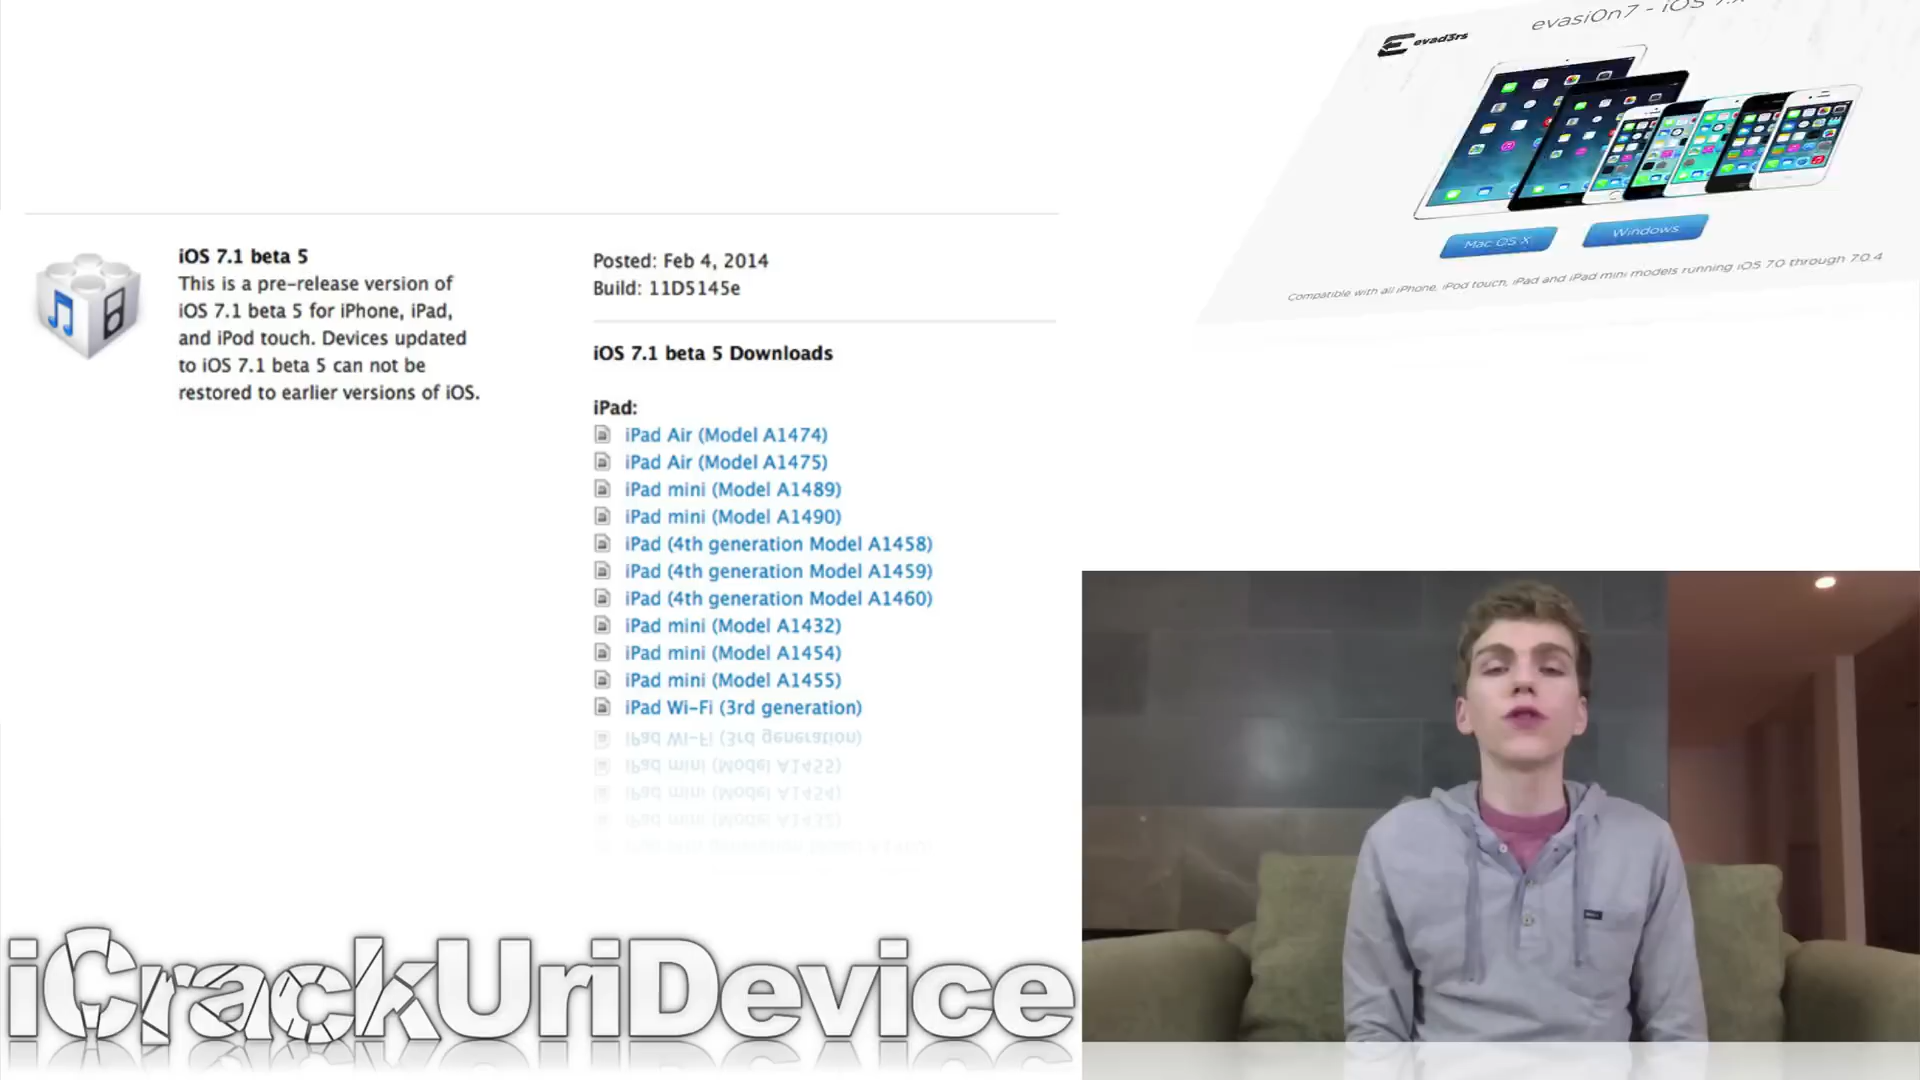 evasi0n7 - iOS 7.x
evad3rs
Mac OS X
Windows
Compatible with all iPhone, iPod touch, iPad and iPad mini models running iOS 7.0 through 7.0.4
iOS 7.1 beta 5
This is a pre-release version of
iOS 7.1 beta 5 for iPhone, iPad,
and iPod touch. Devices updated
to iOS 7.1 beta 5 can not be
restored to earlier versions of iOS.
Posted: Feb 4, 2014
Build: 11D5145e
iOS 7.1 beta 5 Downloads
iPad:
iPad Air (Model A1474)
iPad Air (Model A1475)
iPad mini (Model A1489)
iPad mini (Model A1490)
iPad (4th generation Model A1458)
iPad (4th generation Model A1459)
iPad (4th generation Model A1460)
iPad mini (Model A1432)
iPad mini (Model A1454)
iPad mini (Model A1455)
iPad Wi-Fi (3rd generation)
iCrackUriDevice